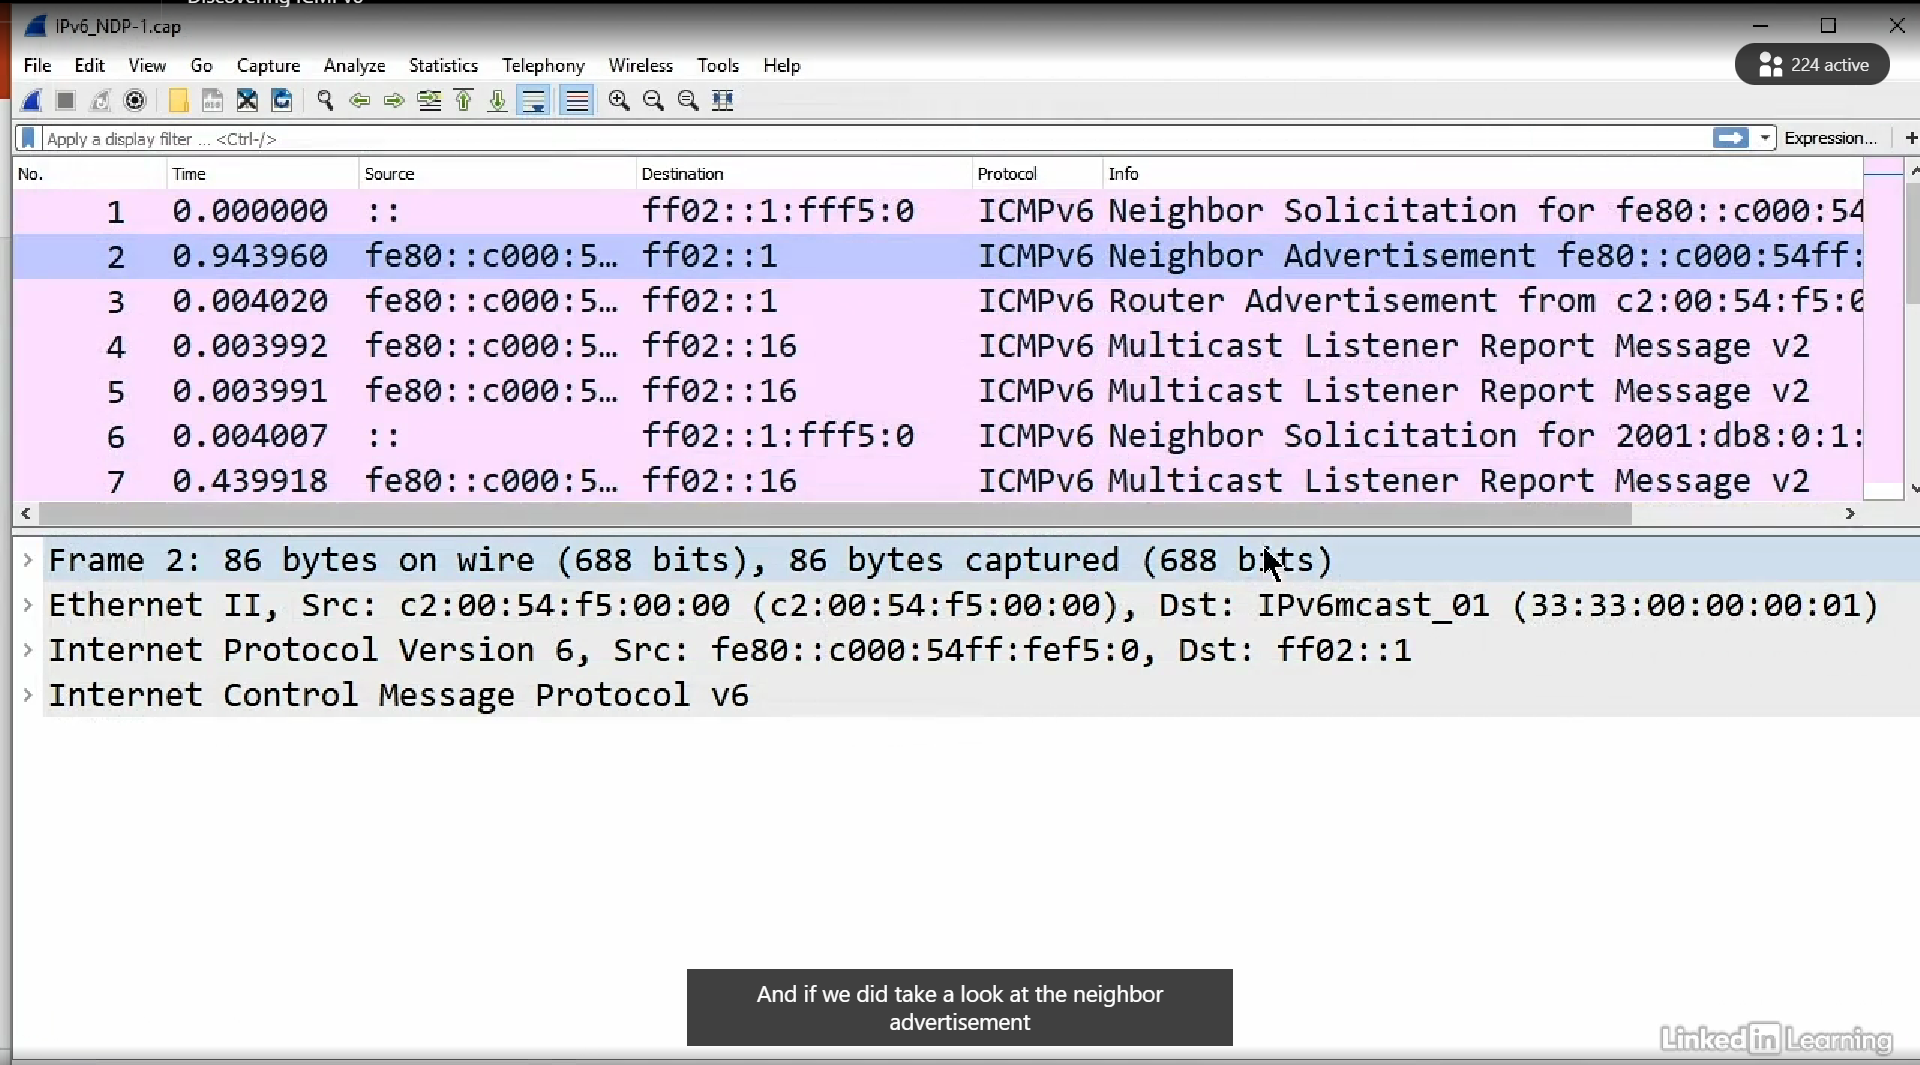 IPv6_NDP-1.cap
File Edit View Go Capture Analyze Statistics Telephony Wireless Tools Help
224 active
Apply a display filter ... <Ctrl-/>
Expression... +
No. Time Source Destination Protocol Info
1 0.000000 :: ff02::1:fff5:0 ICMPv6 Neighbor Solicitation for fe80::c000:54
2 0.943960 fe80::c000:5… ff02::1 ICMPv6 Neighbor Advertisement fe80::c000:54ff:
3 0.004020 fe80::c000:5… ff02::1 ICMPv6 Router Advertisement from c2:00:54:f5:0
4 0.003992 fe80::c000:5… ff02::16 ICMPv6 Multicast Listener Report Message v2
5 0.003991 fe80::c000:5… ff02::16 ICMPv6 Multicast Listener Report Message v2
6 0.004007 :: ff02::1:fff5:0 ICMPv6 Neighbor Solicitation for 2001:db8:0:1:
7 0.439918 fe80::c000:5… ff02::16 ICMPv6 Multicast Listener Report Message v2
Frame 2: 86 bytes on wire (688 bits), 86 bytes captured (688 bits)
Ethernet II, Src: c2:00:54:f5:00:00 (c2:00:54:f5:00:00), Dst: IPv6mcast_01 (33:33:00:00:00:01)
Internet Protocol Version 6, Src: fe80::c000:54ff:fef5:0, Dst: ff02::1
Internet Control Message Protocol v6
And if we did take a look at the neighbor
advertisement
Linked in Learning